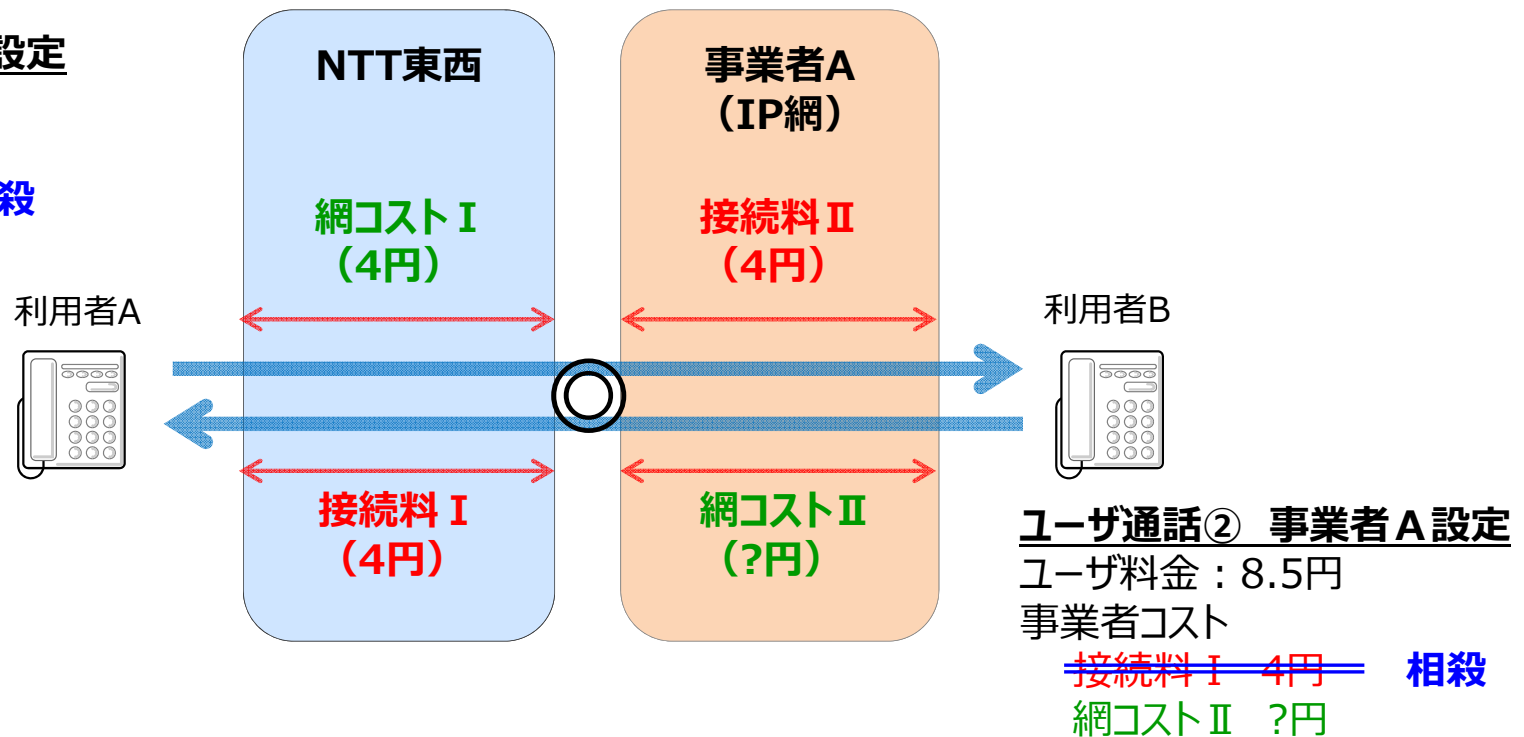 設定
殺
NTT東西
事業者A
（IP網）
網コストⅠ
（4円）
接続料Ⅱ
（4円）
利用者A
利用者B
接続料Ⅰ
（4円）
網コストⅡ
（?円）
ユーザ通話②　事業者Ａ設定
ユーザ料金：8.5円
事業者コスト
接続料Ⅰ　4円　相殺
網コストⅡ　?円